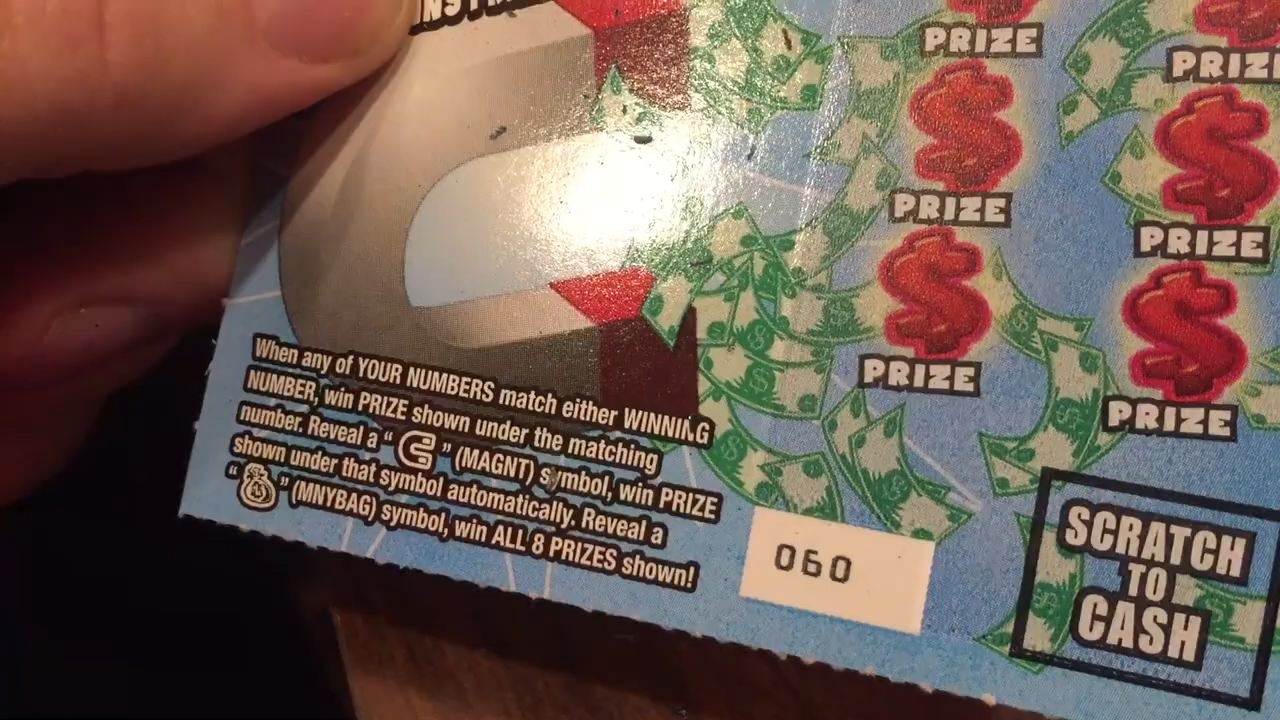 PRIZE
PRIZE
PRIZE
PRIZE
PRIZE
PRIZE
When any of YOUR NUMBERS match either WINNING
NUMBER, win PRIZE shown under the matching
number. Reveal a " " (MAGNT) symbol, win PRIZE
shown under that symbol automatically. Reveal a
" " (MNYBAG) symbol, win ALL 8 PRIZES shown!
060
SCRATCH
TO
CASH